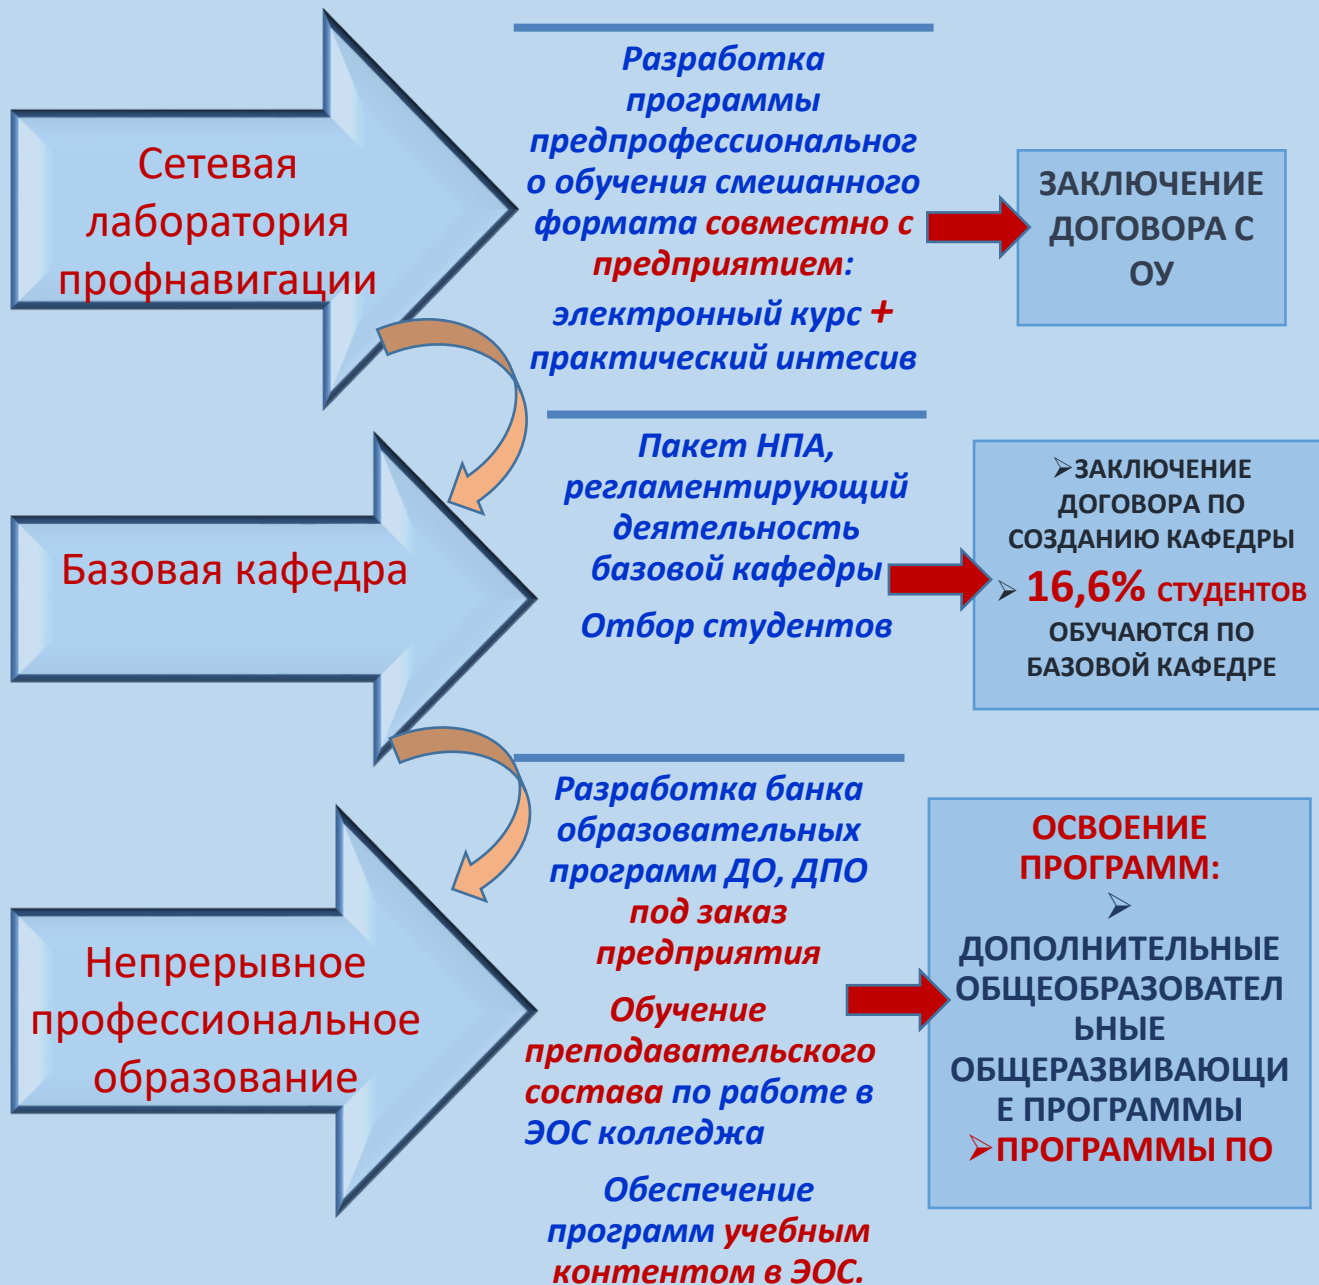 Сетевая
лаборатория
профнавигации
Разработка
программы
предпрофессиональног
о обучения смешанного
формата совместно с
предприятием:
электронный курс +
практический интесив
ЗАКЛЮЧЕНИЕ
ДОГОВОРА С
ОУ
Базовая кафедра
Пакет НПА,
регламентирующий
деятельность
базовой кафедры
Отбор студентов
➢ЗАКЛЮЧЕНИЕ
ДОГОВОРА ПО
СОЗДАНИЮ КАФЕДРЫ
➢ 16,6% СТУДЕНТОВ
ОБУЧАЮТСЯ ПО
БАЗОВОЙ КАФЕДРЕ
Непрерывное
профессиональное
образование
Разработка банка
образовательных
программ ДО, ДПО
под заказ
предприятия
Обучение
преподавательского
состава по работе в
ЭОС колледжа
Обеспечение
программ учебным
контентом в ЭОС.
ОСВОЕНИЕ
ПРОГРАММ:
➢
ДОПОЛНИТЕЛЬНЫЕ
ОБЩЕОБРАЗОВАТЕЛ
ЬНЫЕ
ОБЩЕРАЗВИВАЮЩИ
Е ПРОГРАММЫ
➢ПРОГРАММЫ ПО